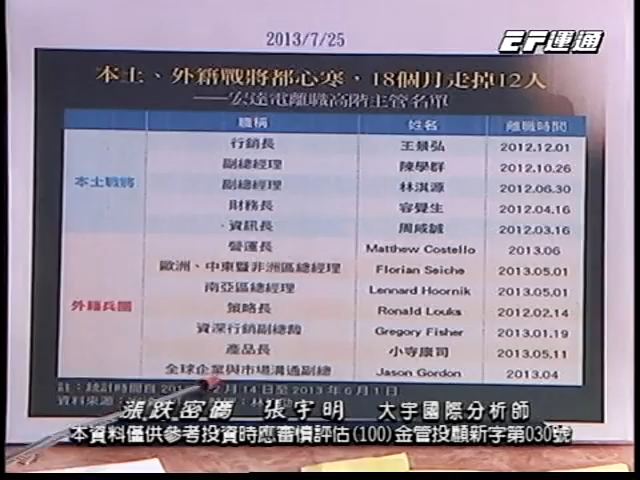 2013/7/25
ET運通
本土、外籍戰將都心寒,18個月走掉12人
——宏達電離職高階主管名單
職稱 姓名 離職時間
本土戰將
行銷長 王景弘 2012.12.01
副總經理 陳學群 2012.10.26
副總經理 林淇源 2012.06.30
財務長 容覺生 2012.04.16
資訊長 周咸誠 2012.03.16
外籍兵團
營運長 Matthew Costello 2013.06
歐洲、中東暨非洲區總經理 Florian Seiche 2013.05.01
南亞區總經理 Lennard Hoornik 2013.05.01
策略長 Ronald Louks 2012.02.14
資深行銷副總裁 Gregory Fisher 2013.01.19
產品長 小寺康司 2013.05.11
全球企業與市場溝通副總 Jason Gordon 2013.04
註:統計時間自 2月14日至2013年6月1日
資料來源:
漲跌密碼 張宇明 大宇國際分析師
本資料僅供參考投資時應審慎評估(100)金管投顧新字第030號